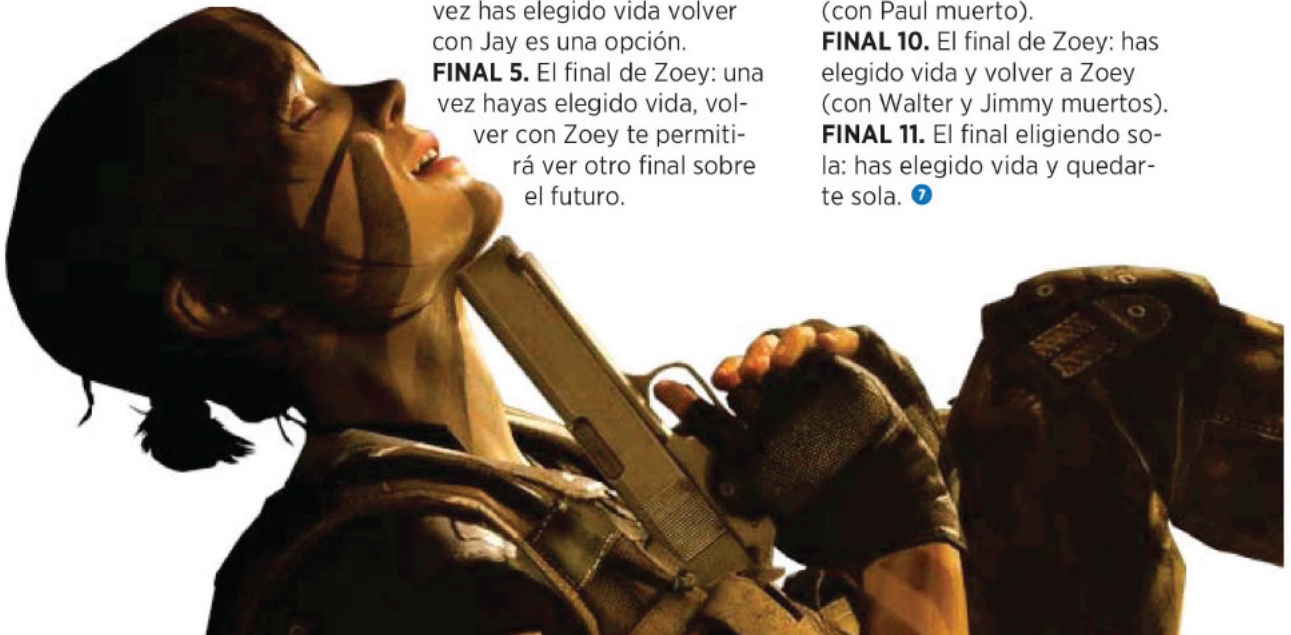 vez has elegido vida volver
con Jay es una opción.
FINAL 5. El final de Zoey: una
vez hayas elegido vida, vol-
ver con Zoey te permiti-
rá ver otro final sobre
el futuro.
(con Paul muerto).
FINAL 10. El final de Zoey: has
elegido vida y volver a Zoey
(con Walter y Jimmy muertos).
FINAL 11. El final eligiendo so-
la: has elegido vida y quedar-
te sola. 7